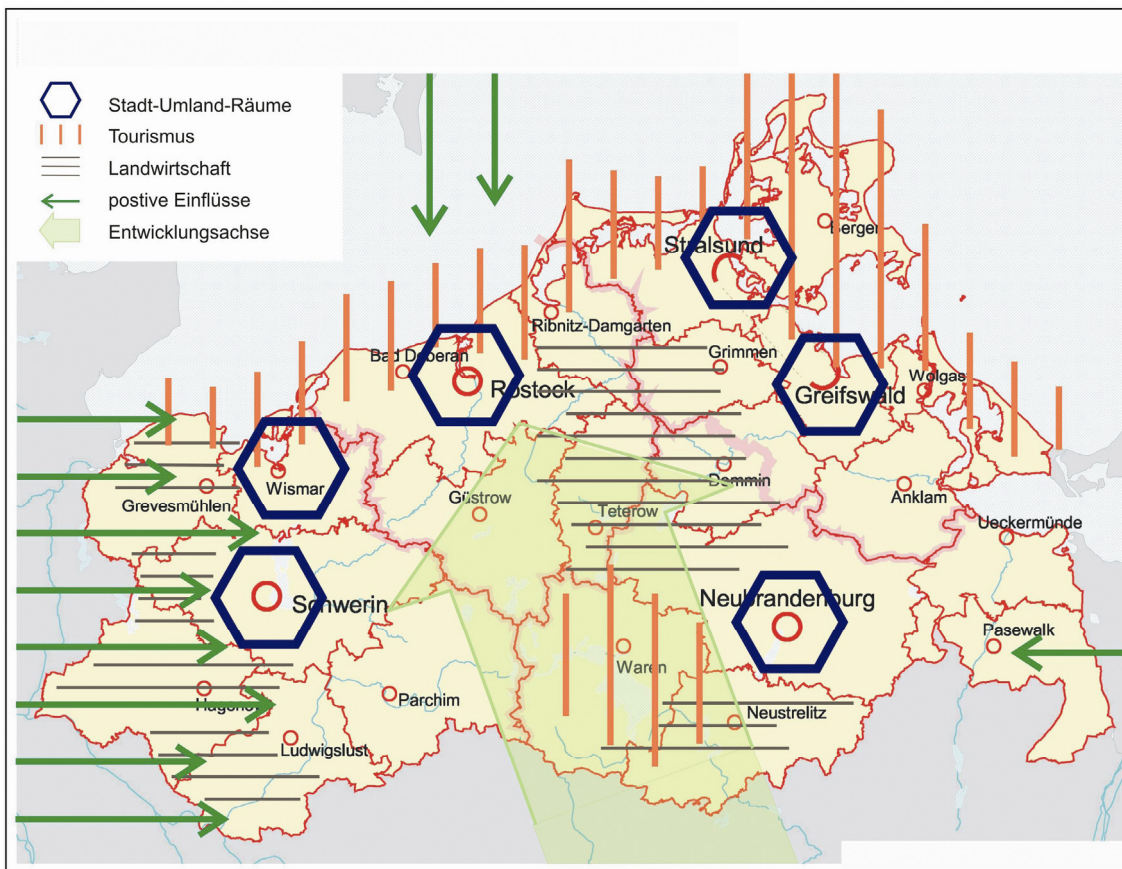 Stadt-Umland-Räume
Tourismus
Landwirtschaft
postive Einflüsse
Entwicklungsachse
Stralsund
Bergen
Ribnitz-Damgarten
Bad Doberan
Rostock
Grimmen
Greifswald
Wolgast
Wismar
Grevesmühlen
Güstrow
Demmin
Teterow
Anklam
Ueckermünde
Schwerin
Neubrandenburg
Pasewalk
Waren
Hagenow
Parchim
Neustrelitz
Ludwigslust